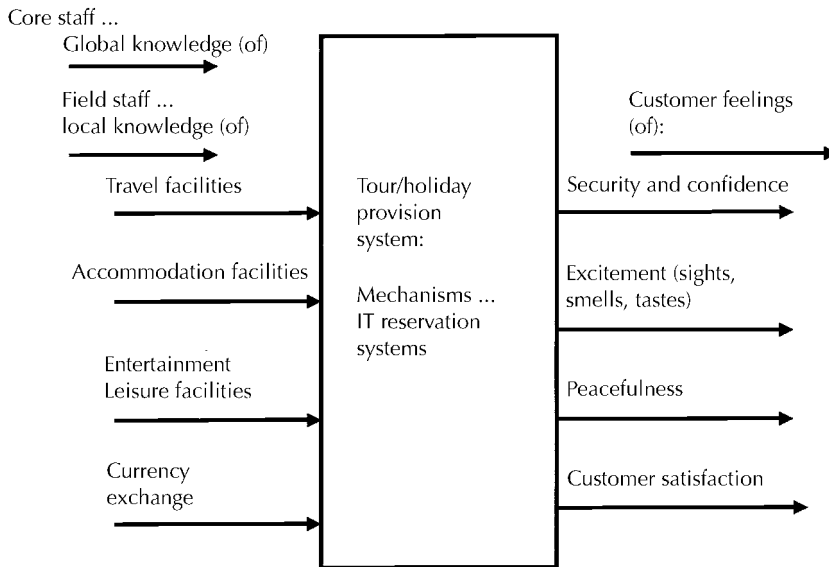 Core staff ...
Global knowledge (of)
Field staff ...
local knowledge (of)
Travel facilities
Accommodation facilities
Entertainment
Leisure facilities
Currency
exchange
Tour/holiday
provision
system:
Mechanisms ...
IT reservation
systems
Customer feelings
(of):
Security and confidence
Excitement (sights,
smells, tastes)
Peacefulness
Customer satisfaction